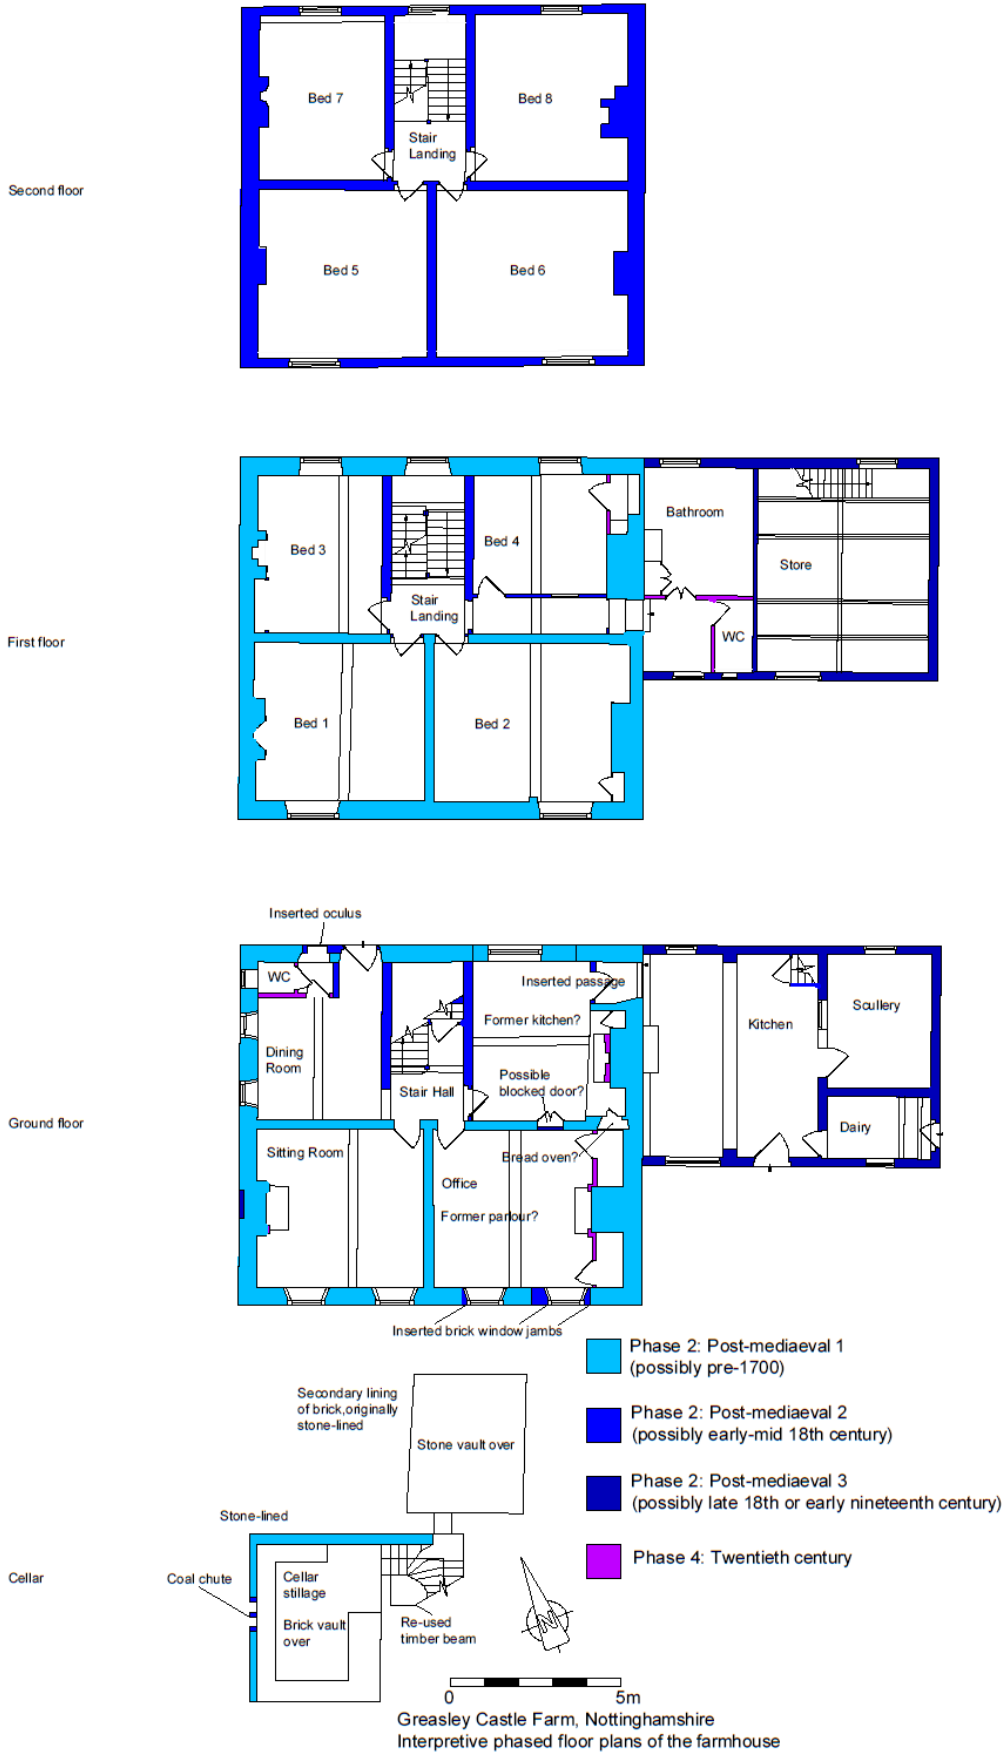 Bed 7
Bed 8
Stair
Landing
Second floor
Bed 5
Bed 6
Bathroom
Bed 3
Bed 4
Store
Stair
Landing
First floor
WC
Bed 1
Bed 2
Inserted oculus
WC
Inserted passage
Scullery
Former kitchen?
Kitchen
Dining
Room
Possible
blocked door?
Stair Hall
Ground floor
Dairy
Sitting Room
Bread oven?
Office
Former parlour?
Inserted brick window jambs
Phase 2: Post-mediaeval 1
(possibly pre-1700)
Secondary lining
of brick,originally
stone-lined
Stone vault over
Phase 2: Post-mediaeval 2
(possibly early-mid 18th century)
Phase 2: Post-mediaeval 3
(possibly late 18th or early nineteenth century)
Stone-lined
Phase 4: Twentieth century
Cellar
Coal chute
Cellar
stillage
Brick vault
over
Re-used
timber beam
N
0 5m
Greasley Castle Farm, Nottinghamshire
Interpretive phased floor plans of the farmhouse